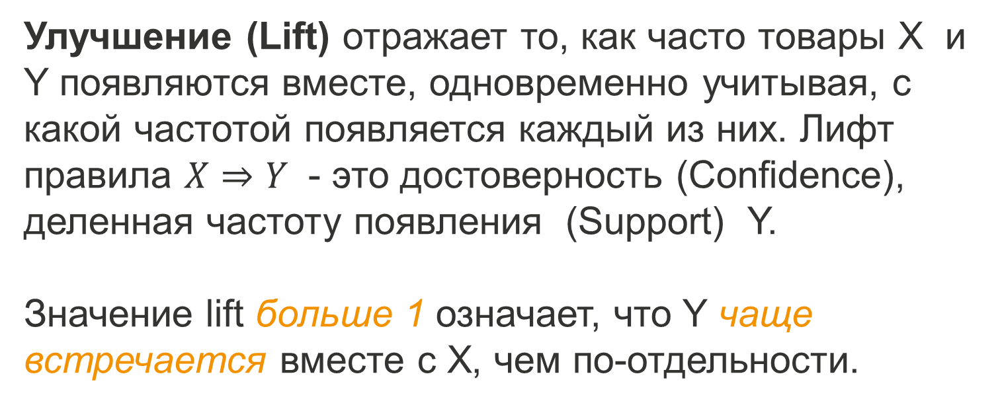 Улучшение (Lift) отражает то, как часто товары X и
Y появляются вместе, одновременно учитывая, с
какой частотой появляется каждый из них. Лифт
правила X ⇒ Y - это достоверность (Confidence),
деленная частоту появления (Support) Y.
Значение lift больше 1 означает, что Y чаще
встречается вместе с X, чем по-отдельности.